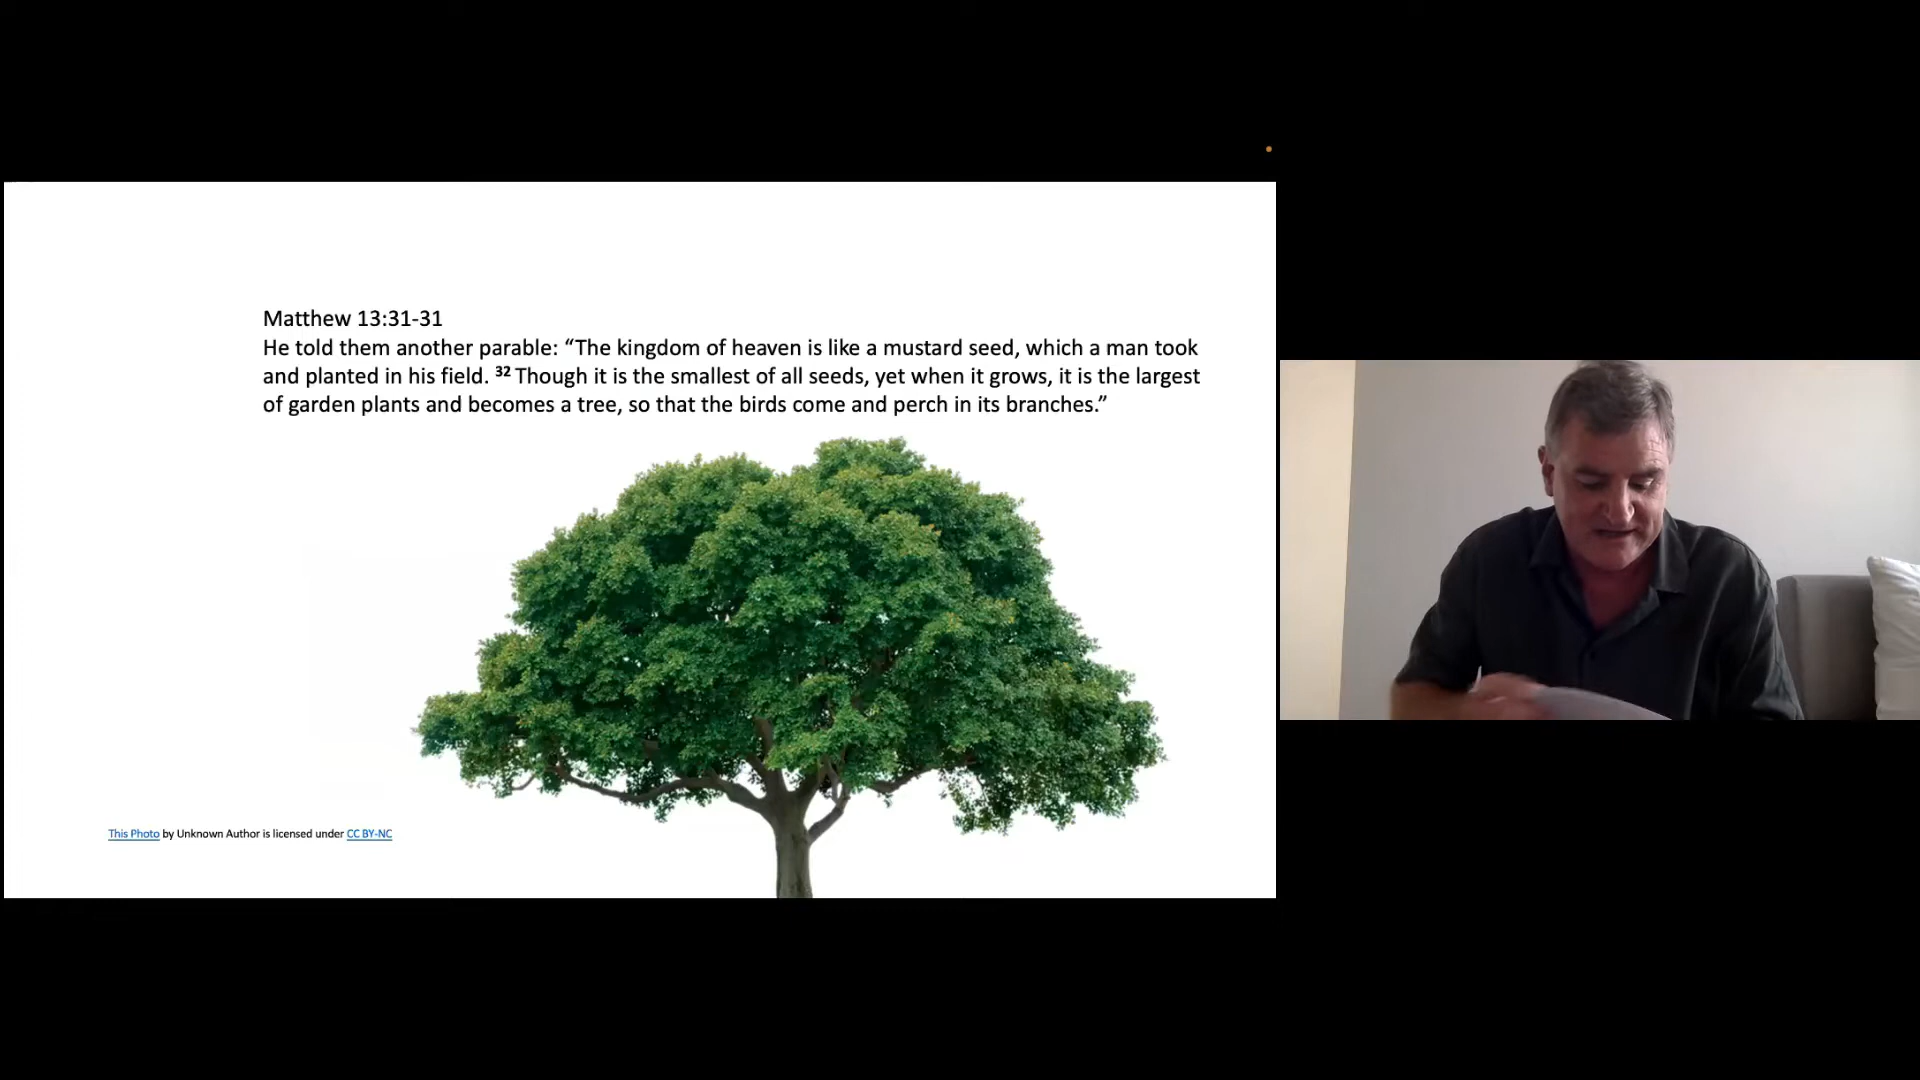 Matthew 13:31-31
He told them another parable: “The kingdom of heaven is like a mustard seed, which a man took
and planted in his field. 32 Though it is the smallest of all seeds, yet when it grows, it is the largest
of garden plants and becomes a tree, so that the birds come and perch in its branches.”
This Photo by Unknown Author is licensed under CC BY-NC